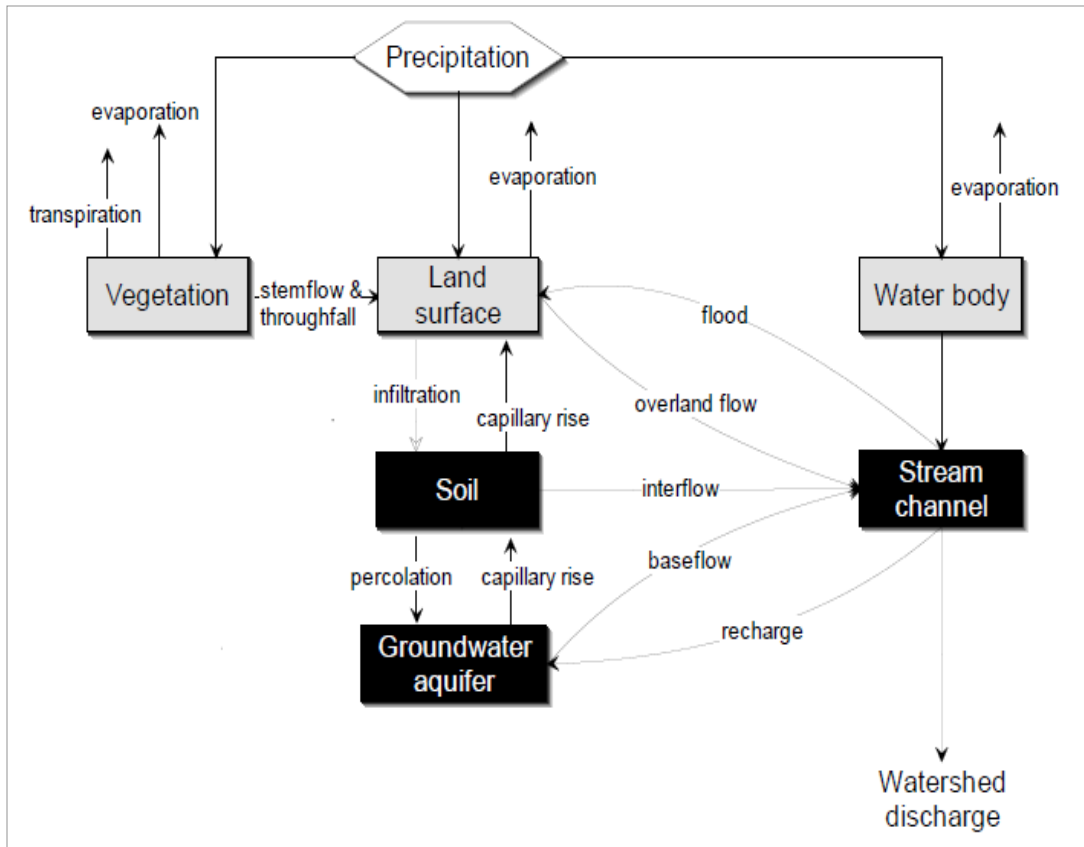 Precipitation
evaporation
evaporation
evaporation
transpiration
Vegetation
stemflow &
throughfall
Land
surface
Water body
flood
infiltration
capillary rise
overland flow
Soil
interflow
Stream
channel
percolation
capillary rise
baseflow
recharge
Groundwater
aquifer
Watershed
discharge